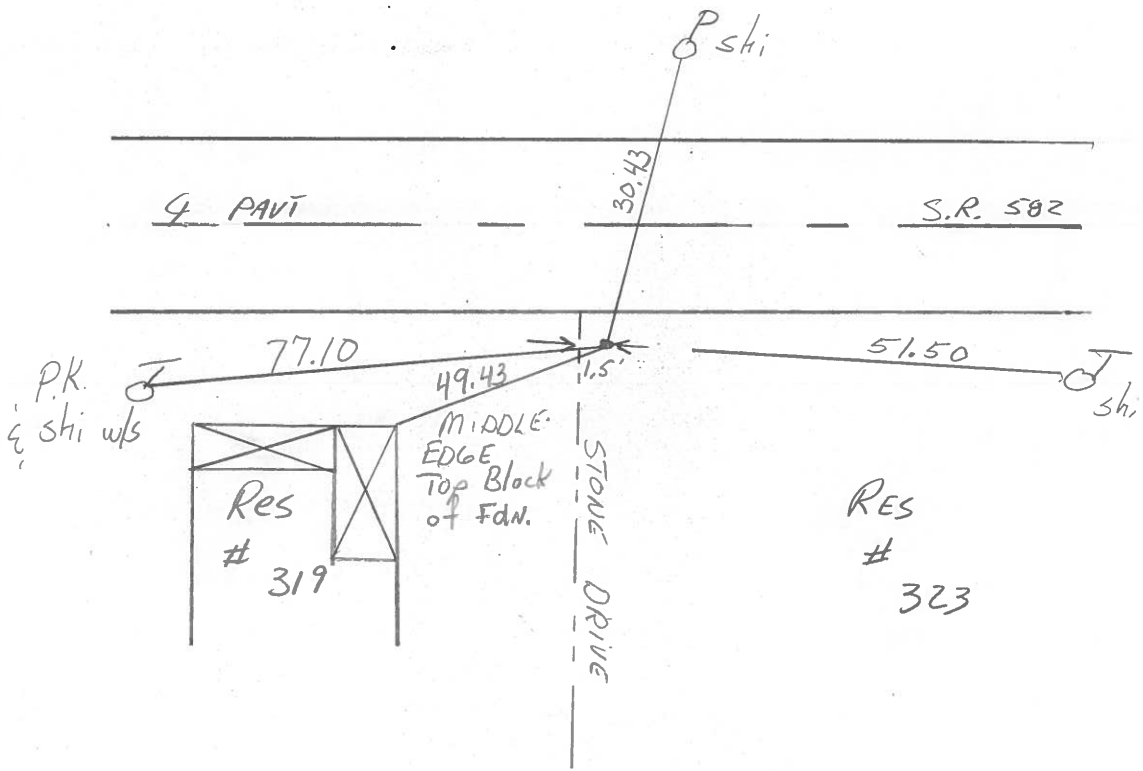 P
shi
30.43
℄ PAVT
S.R. 582
77.10
1.5'
51.50
T
P.K.
& shi w/s
T
shi
49.43
MIDDLE
EDGE
Top Block
of Fdn.
STONE DRIVE
Res
#
319
RES
#
323